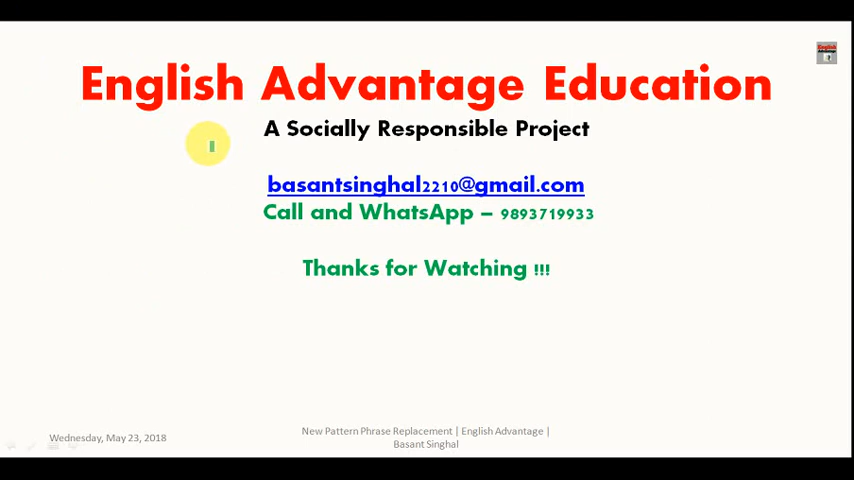 English Advantage Education
A Socially Responsible Project
basantsinghal2210@gmail.com
Call and WhatsApp – 9893719933
Thanks for Watching !!!
Wednesday, May 23, 2018
New Pattern Phrase Replacement | English Advantage |
Basant Singhal